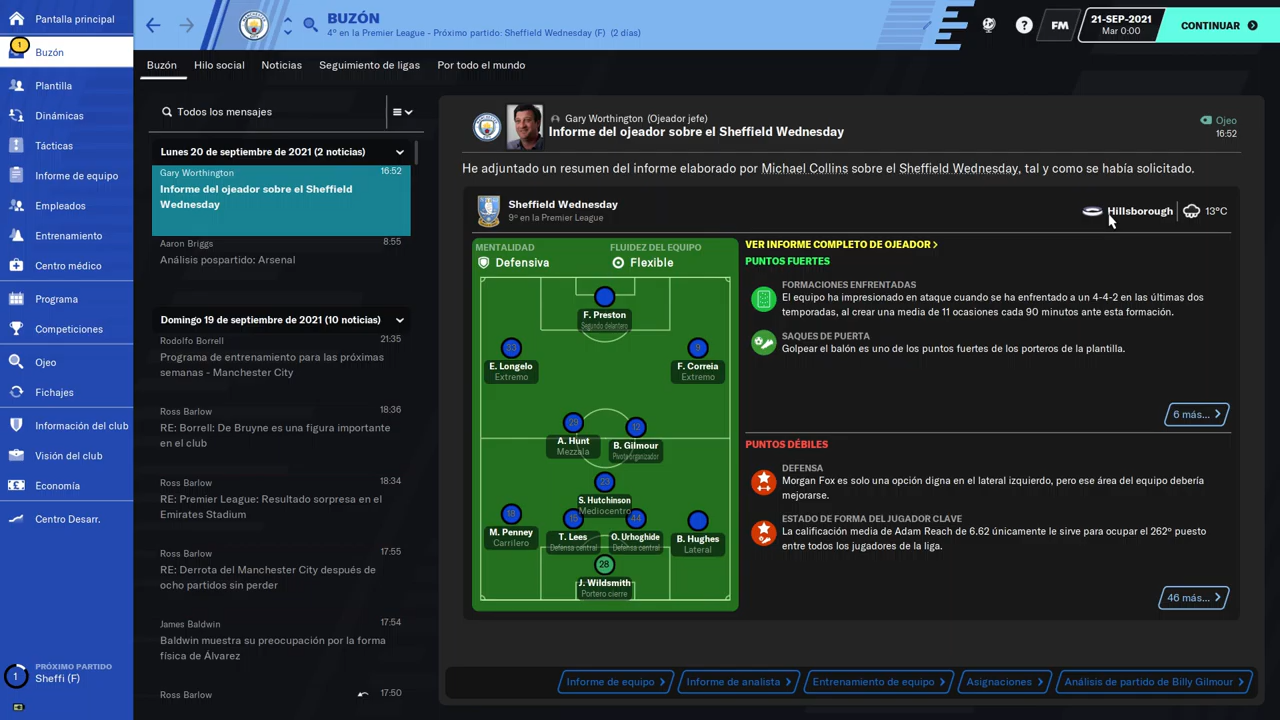 Pantalla principal
1
Buzón
Plantilla
Dinámicas
Tácticas
Informe de equipo
Empleados
Entrenamiento
Centro médico
Programa
Competiciones
Ojeo
Fichajes
Información del club
Visión del club
Economía
Centro Desarr.
1
PRÓXIMO PARTIDO
Sheffi (F)
BUZÓN
4º en la Premier League - Próximo partido: Sheffield Wednesday (F) (2 días)
?
FM
21-SEP-2021
Mar 0:00
CONTINUAR
Buzón
Hilo social
Noticias
Seguimiento de ligas
Por todo el mundo
Todos los mensajes
Lunes 20 de septiembre de 2021 (2 noticias)
Gary Worthington 16:52
Informe del ojeador sobre el Sheffield
Wednesday
Aaron Briggs 8:55
Análisis pospartido: Arsenal
Domingo 19 de septiembre de 2021 (10 noticias)
Rodolfo Borrell 21:35
Programa de entrenamiento para las próximas
semanas - Manchester City
Ross Barlow 18:36
RE: Borrell: De Bruyne es una figura importante
en el club
Ross Barlow 18:34
RE: Premier League: Resultado sorpresa en el
Emirates Stadium
Ross Barlow 17:55
RE: Derrota del Manchester City después de
ocho partidos sin perder
James Baldwin 17:54
Baldwin muestra su preocupación por la forma
física de Álvarez
Ross Barlow 17:50
Gary Worthington (Ojeador jefe)
Informe del ojeador sobre el Sheffield Wednesday
Ojeo
16:52
He adjuntado un resumen del informe elaborado por Michael Collins sobre el Sheffield Wednesday, tal y como se había solicitado.
Sheffield Wednesday
9º en la Premier League
Hillsborough
13ºC
MENTALIDAD
Defensiva
FLUIDEZ DEL EQUIPO
Flexible
F. Preston
Segundo delantero
33
E. Longelo
Extremo
9
F. Correia
Extremo
29
A. Hunt
Mezzala
12
B. Gilmour
Pivote organizador
23
S. Hutchinson
Mediocentro
18
M. Penney
Carrilero
15
T. Lees
Defensa central
44
O. Urhoghide
Defensa central
B. Hughes
Lateral
28
J. Wildsmith
Portero cierre
VER INFORME COMPLETO DE OJEADOR >
PUNTOS FUERTES
FORMACIONES ENFRENTADAS
El equipo ha impresionado en ataque cuando se ha enfrentado a un 4-4-2 en las últimas dos
temporadas, al crear una media de 11 ocasiones cada 90 minutos ante esta formación.
SAQUES DE PUERTA
Golpear el balón es uno de los puntos fuertes de los porteros de la plantilla.
6 más...
PUNTOS DÉBILES
DEFENSA
Morgan Fox es solo una opción digna en el lateral izquierdo, pero ese área del equipo debería
mejorarse.
ESTADO DE FORMA DEL JUGADOR CLAVE
La calificación media de Adam Reach de 6.62 únicamente le sirve para ocupar el 262º puesto
entre todos los jugadores de la liga.
46 más...
Informe de equipo
Informe de analista
Entrenamiento de equipo
Asignaciones
Análisis de partido de Billy Gilmour